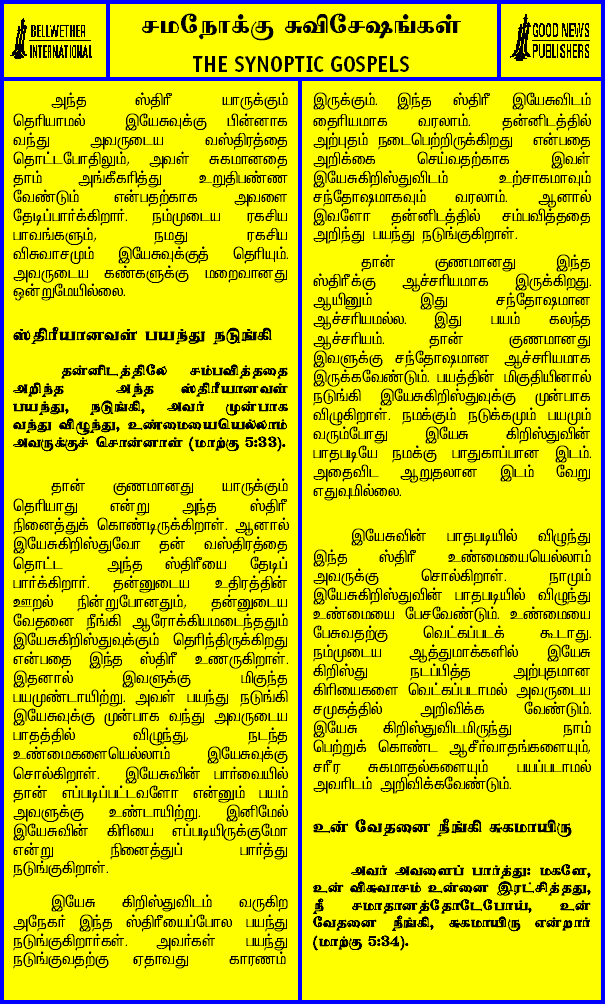 BELLWETHER
INTERNATIONAL
சமநோக்கு சுவிசேஷங்கள்
THE SYNOPTIC GOSPELS
GOOD NEWS
PUBLISHERS
அந்த ஸ்திரீ யாருக்கும்
தெரியாமல் இயேசுவுக்கு பின்னாக
வந்து அவருடைய வஸ்திரத்தை
தொட்டபோதிலும், அவள் சுகமானதை
தாம் அங்கீகரித்து உறுதிபண்ண
வேண்டும் என்பதற்காக அவளை
தேடிப்பார்க்கிறார். நம்முடைய ரகசிய
பாவங்களும், நமது ரகசிய
விசுவாசமும் இயேசுவுக்குத் தெரியும்.
அவருடைய கண்களுக்கு மறைவானது
ஒன்றுமேயில்லை.
ஸ்திரீயானவள் பயந்து நடுங்கி
தன்னிடத்திலே சம்பவித்ததை
அறிந்த அந்த ஸ்திரீயானவள்
பயந்து, நடுங்கி, அவர் முன்பாக
வந்து விழுந்து, உண்மையையெல்லாம்
அவருக்குச் சொன்னாள் (மாற்கு 5:33).
தான் குணமானது யாருக்கும்
தெரியாது என்று அந்த ஸ்திரீ
நினைத்துக் கொண்டிருக்கிறாள். ஆனால்
இயேசுகிறிஸ்துவோ தன் வஸ்திரத்தை
தொட்ட அந்த ஸ்திரீயை தேடிப்
பார்க்கிறார். தன்னுடைய உதிரத்தின்
ஊறல் நின்றுபோனதும், தன்னுடைய
வேதனை நீங்கி ஆரோக்கியமடைந்ததும்
இயேசுகிறிஸ்துவுக்கும் தெரிந்திருக்கிறது
என்பதை இந்த ஸ்திரீ உணருகிறாள்.
இதனால் இவளுக்கு மிகுந்த
பயமுண்டாயிற்று. அவள் பயந்து நடுங்கி
இயேசுவுக்கு முன்பாக வந்து அவருடைய
பாதத்தில் விழுந்து, நடந்த
உண்மைகளையெல்லாம் இயேசுவுக்கு
சொல்கிறாள். இயேசுவின் பார்வையில்
தான் எப்படிப்பட்டவளோ என்னும் பயம்
அவளுக்கு உண்டாயிற்று. இனிமேல்
இயேசுவின் கிரியை எப்படியிருக்குமோ
என்று நினைத்துப் பார்த்து
நடுங்குகிறாள்.
இயேசு கிறிஸ்துவிடம் வருகிற
அநேகர் இந்த ஸ்திரீயைப்போல பயந்து
நடுங்குகிறார்கள். அவர்கள் பயந்து
நடுங்குவதற்கு ஏதாவது காரணம்
இருக்கும். இந்த ஸ்திரீ இயேசுவிடம்
தைரியமாக வரலாம். தன்னிடத்தில்
அற்புதம் நடைபெற்றிருக்கிறது என்பதை
அறிக்கை செய்வதற்காக இவள்
இயேசுகிறிஸ்துவிடம் உற்சாகமாவும்
சந்தோஷமாகவும் வரலாம். ஆனால்
இவளோ தன்னிடத்தில் சம்பவித்ததை
அறிந்து பயந்து நடுங்குகிறாள்.
தான் குணமானது இந்த
ஸ்திரீக்கு ஆச்சரியமாக இருக்கிறது.
ஆயினும் இது சந்தோஷமான
ஆச்சரியமல்ல. இது பயம் கலந்த
ஆச்சரியம். தான் குணமானது
இவளுக்கு சந்தோஷமான ஆச்சரியமாக
இருக்கவேண்டும். பயத்தின் மிகுதியினால்
நடுங்கி இயேசுகிறிஸ்துவுக்கு முன்பாக
விழுகிறாள். நமக்கும் நடுக்கமும் பயமும்
வரும்போது இயேசு கிறிஸ்துவின்
பாதபடியே நமக்கு பாதுகாப்பான இடம்.
அதைவிட ஆறுதலான இடம் வேறு
எதுவுமில்லை.
இயேசுவின் பாதபடியில் விழுந்து
இந்த ஸ்திரீ உண்மையையெல்லாம்
அவருக்கு சொல்கிறாள். நாமும்
இயேசுகிறிஸ்துவின் பாதபடியில் விழுந்து
உண்மையை பேசவேண்டும். உண்மையை
பேசுவதற்கு வெட்கப்படக் கூடாது.
நம்முடைய ஆத்துமாக்களில் இயேசு
கிறிஸ்து நடப்பித்த அற்புதமான
கிரியைகளை வெட்கப்படாமல் அவருடைய
சமுகத்தில் அறிவிக்க வேண்டும்.
இயேசு கிறிஸ்துவிடமிருந்து நாம்
பெற்றுக் கொண்ட ஆசீர்வாதங்களையும்,
சரீர சுகமாதல்களையும் பயப்படாமல்
அவரிடம் அறிவிக்கவேண்டும்.
உன் வேதனை நீங்கி சுகமாயிரு
அவர் அவளைப் பார்த்து: மகளே,
உன் விசுவாசம் உன்னை இரட்சித்தது,
நீ சமாதானத்தோடேபோய், உன்
வேதனை நீங்கி, சுகமாயிரு என்றார்
(மாற்கு 5:34).